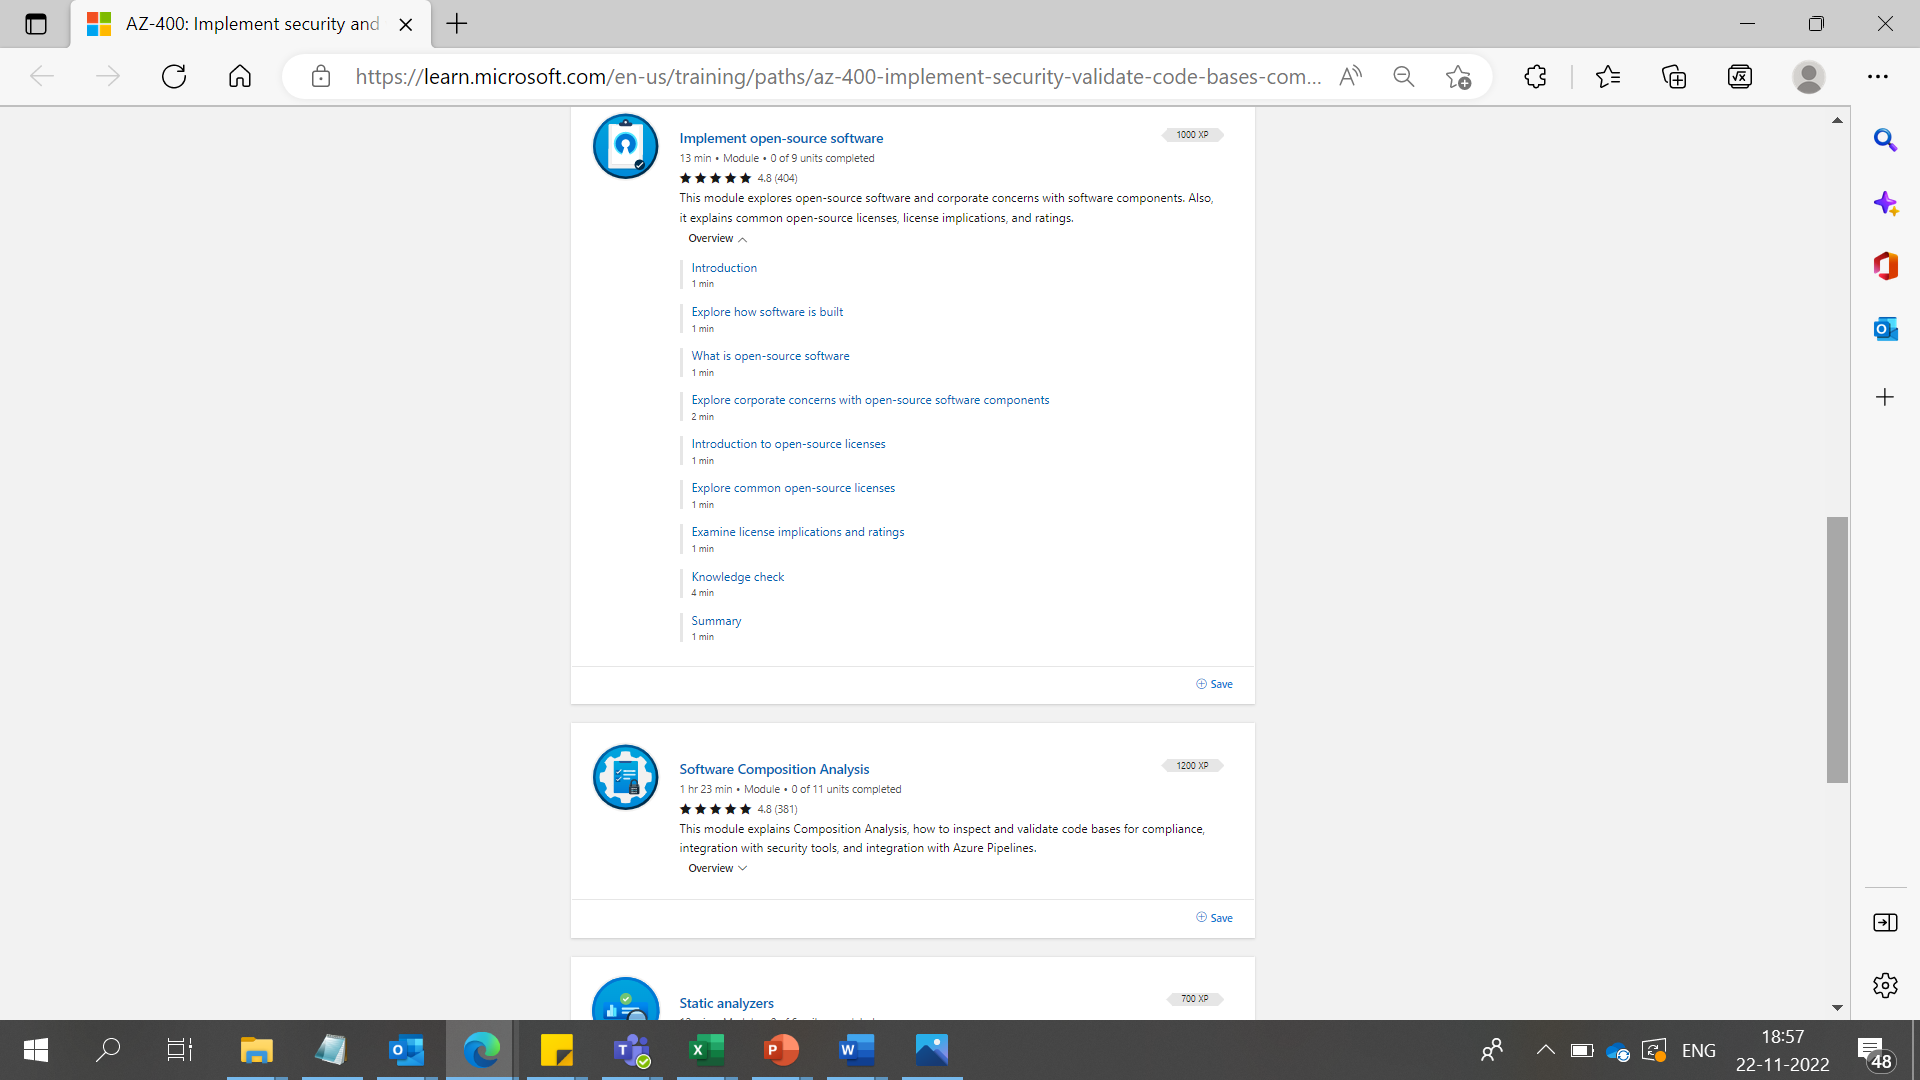 AZ-400: Implement security and
https://learn.microsoft.com/en-us/training/paths/az-400-implement-security-validate-code-bases-com...
Implement open-source software
1000 XP
13 min • Module • 0 of 9 units completed
4.8 (404)
This module explores open-source software and corporate concerns with software components. Also,
it explains common open-source licenses, license implications, and ratings.
Overview
Introduction
1 min
Explore how software is built
1 min
What is open-source software
1 min
Explore corporate concerns with open-source software components
2 min
Introduction to open-source licenses
1 min
Explore common open-source licenses
1 min
Examine license implications and ratings
1 min
Knowledge check
4 min
Summary
1 min
Save
Software Composition Analysis
1200 XP
1 hr 23 min • Module • 0 of 11 units completed
4.8 (381)
This module explains Composition Analysis, how to inspect and validate code bases for compliance,
integration with security tools, and integration with Azure Pipelines.
Overview
Save
Static analyzers
700 XP
ENG
18:57
22-11-2022
48